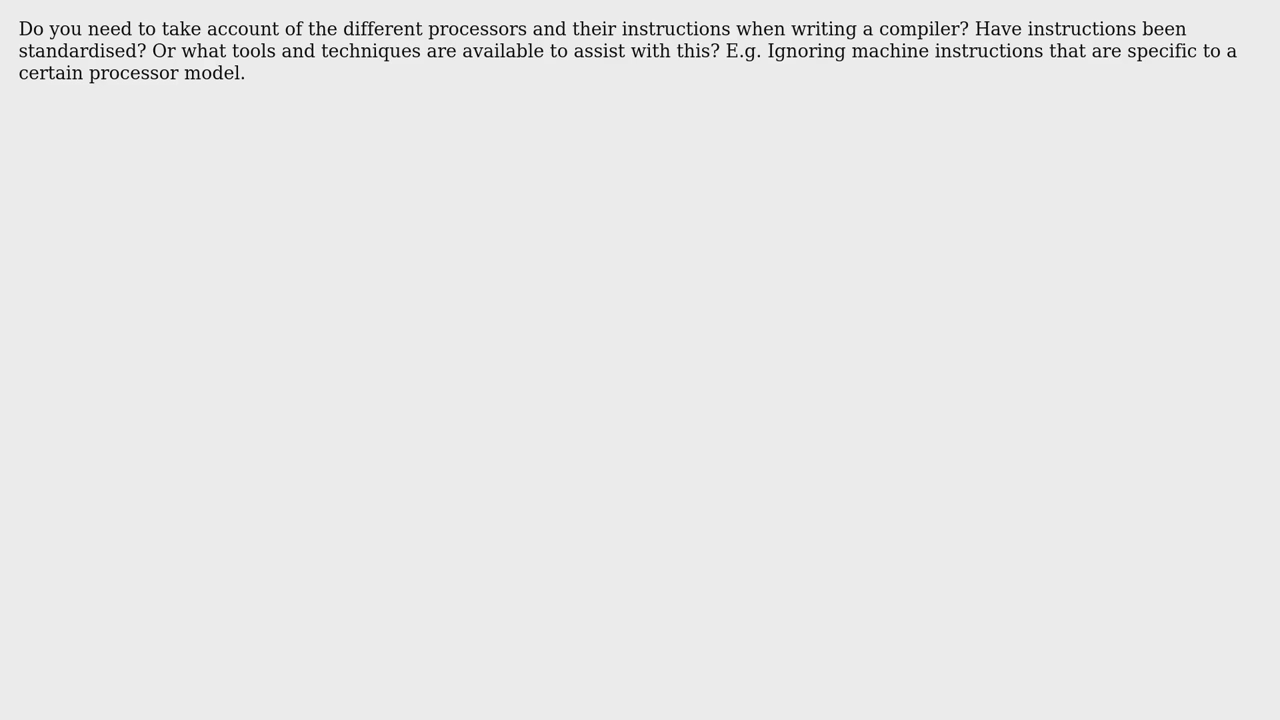 Do you need to take account of the different processors and their instructions when writing a compiler? Have instructions been
standardised? Or what tools and techniques are available to assist with this? E.g. Ignoring machine instructions that are specific to a
certain processor model.